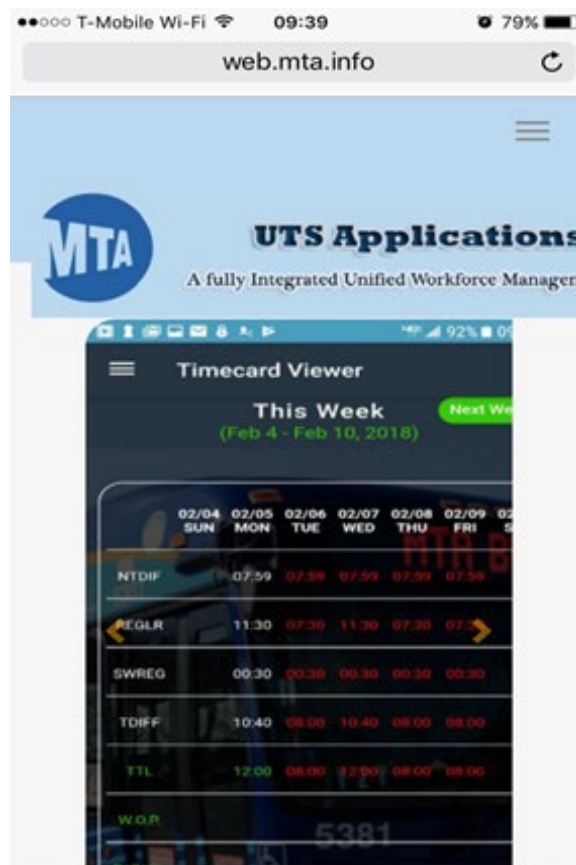 T-Mobile Wi-Fi 09:39 79%
web.mta.info
MTA UTS Applications
A fully Integrated Unified Workforce
92%
Timecard Viewer
This Week Next
(Feb 4 - Feb 10, 2018)
02/04 02/05 02/06 02/07 02/08 02/09
SUN MON TUE WED THU FRI
NTDIF 07:59 07:59 07:59 07:59 07:59
REGLR 11:30 07:30 11:30 07:30
SWREG 00:30 00:30 00:30 00:30 00:30
TDIFF 10:40 08:00 10:40 08:00 08:00
TTL 12:00 08:00 12:00 08:00 08:00
W.O.P.
5381